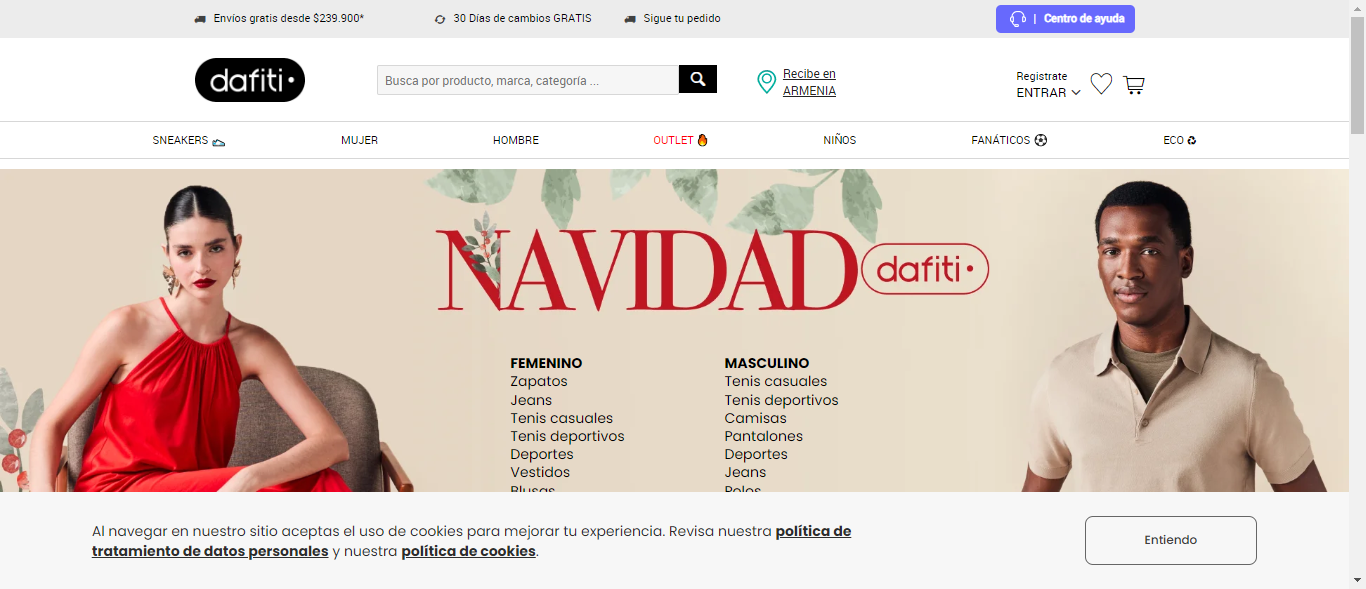 Envíos gratis desde $239.900*
30 Días de cambios GRATIS
Sigue tu pedido
| Centro de ayuda
dafiti
Busca por producto, marca, categoría ...
Recibe en
ARMENIA
Registrate
ENTRAR
SNEAKERS
MUJER
HOMBRE
OUTLET
NIÑOS
FANÁTICOS
ECO
NAVIDAD dafiti
FEMENINO
Zapatos
Jeans
Tenis casuales
Tenis deportivos
Deportes
Vestidos
Blusas
MASCULINO
Tenis casuales
Tenis deportivos
Camisas
Pantalones
Deportes
Jeans
Polos
Al navegar en nuestro sitio aceptas el uso de cookies para mejorar tu experiencia. Revisa nuestra política de
tratamiento de datos personales y nuestra política de cookies.
Entiendo